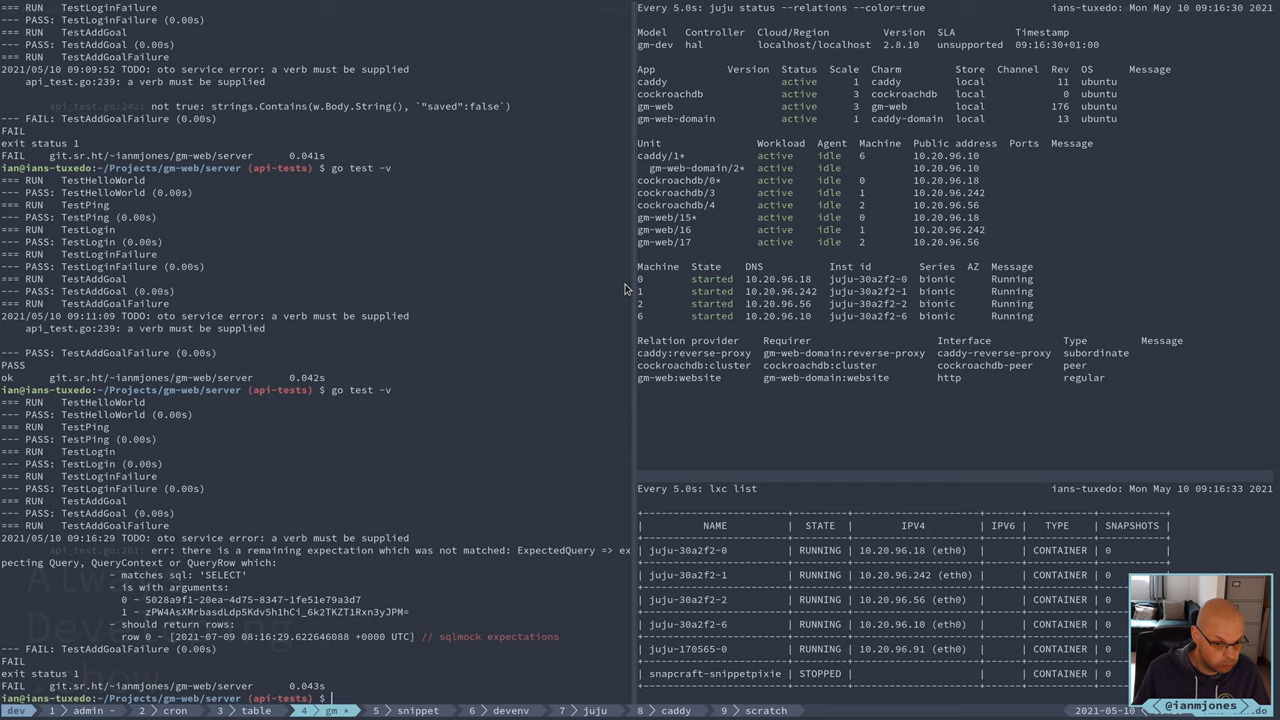 === RUN   TestLoginFailure
--- PASS: TestLoginFailure (0.00s)
=== RUN   TestAddGoal
--- PASS: TestAddGoal (0.00s)
=== RUN   TestAddGoalFailure
2021/05/10 09:09:52 TODO: oto service error: a verb must be supplied
    api_test.go:239: a verb must be supplied
        api_test.go:242: not true: strings.Contains(w.Body.String(), `"saved":false`)
--- FAIL: TestAddGoalFailure (0.00s)
FAIL
exit status 1
FAIL    git.sr.ht/~ianmjones/gm-web/server      0.041s
ian@ians-tuxedo:~/Projects/gm-web/server (api-tests) $ go test -v
=== RUN   TestHelloWorld
--- PASS: TestHelloWorld (0.00s)
=== RUN   TestPing
--- PASS: TestPing (0.00s)
=== RUN   TestLogin
--- PASS: TestLogin (0.00s)
=== RUN   TestLoginFailure
--- PASS: TestLoginFailure (0.00s)
=== RUN   TestAddGoal
--- PASS: TestAddGoal (0.00s)
=== RUN   TestAddGoalFailure
2021/05/10 09:11:09 TODO: oto service error: a verb must be supplied
    api_test.go:239: a verb must be supplied
--- PASS: TestAddGoalFailure (0.00s)
PASS
ok      git.sr.ht/~ianmjones/gm-web/server      0.042s
ian@ians-tuxedo:~/Projects/gm-web/server (api-tests) $ go test -v
=== RUN   TestHelloWorld
--- PASS: TestHelloWorld (0.00s)
=== RUN   TestPing
--- PASS: TestPing (0.00s)
=== RUN   TestLogin
--- PASS: TestLogin (0.00s)
=== RUN   TestLoginFailure
--- PASS: TestLoginFailure (0.00s)
=== RUN   TestAddGoal
--- PASS: TestAddGoal (0.00s)
=== RUN   TestAddGoalFailure
2021/05/10 09:16:29 TODO: oto service error: a verb must be supplied
        api_test.go:261: err: there is a remaining expectation which was not matched: ExpectedQuery => ex
pecting Query, QueryContext or QueryRow which:
                  - matches sql: 'SELECT'
                  - is with arguments:
                    0 - 5028a9f1-20ea-4d75-8347-1fe51e79a3d7
                    1 - zPW4AsXMrbasdLdp5Kdv5h1hCi_6k2TKZT1Rxn3yJPM=
                  - should return rows:
                    row 0 - [2021-07-09 08:16:29.622646088 +0000 UTC] // sqlmock expectations
--- FAIL: TestAddGoalFailure (0.00s)
FAIL
exit status 1
FAIL    git.sr.ht/~ianmjones/gm-web/server      0.043s
ian@ians-tuxedo:~/Projects/gm-web/server (api-tests) $
Every 5.0s: juju status --relations --color=true    ians-tuxedo: Mon May 10 09:16:30 2021
Model   Controller  Cloud/Region         Version  SLA          Timestamp
gm-dev  hal         localhost/localhost  2.8.10   unsupported  09:16:30+01:00
App            Version  Status  Scale  Charm         Store  Channel  Rev  OS      Message
caddy                   active      1  caddy         local            11  ubuntu
cockroachdb             active      3  cockroachdb   local             0  ubuntu
gm-web                  active      3  gm-web        local           176  ubuntu
gm-web-domain           active      1  caddy-domain  local            13  ubuntu
Unit                Workload  Agent  Machine  Public address  Ports  Message
caddy/1*            active    idle   6        10.20.96.10
  gm-web-domain/2*  active    idle            10.20.96.10
cockroachdb/0*      active    idle   0        10.20.96.18
cockroachdb/3       active    idle   1        10.20.96.242
cockroachdb/4       active    idle   2        10.20.96.56
gm-web/15*          active    idle   0        10.20.96.18
gm-web/16           active    idle   1        10.20.96.242
gm-web/17           active    idle   2        10.20.96.56
Machine  State    DNS           Inst id        Series  AZ  Message
0        started  10.20.96.18   juju-30a2f2-0  bionic      Running
1        started  10.20.96.242  juju-30a2f2-1  bionic      Running
2        started  10.20.96.56   juju-30a2f2-2  bionic      Running
6        started  10.20.96.10   juju-30a2f2-6  bionic      Running
Relation provider    Requirer                     Interface            Type         Message
caddy:reverse-proxy  gm-web-domain:reverse-proxy  caddy-reverse-proxy  subordinate
cockroachdb:cluster  cockroachdb:cluster          cockroachdb-peer     peer
gm-web:website       gm-web-domain:website        http                 regular
Every 5.0s: lxc list    ians-tuxedo: Mon May 10 09:16:33 2021
| NAME | STATE | IPV4 | IPV6 | TYPE | SNAPSHOTS |
| juju-30a2f2-0 | RUNNING | 10.20.96.18 (eth0) | | CONTAINER | 0
| juju-30a2f2-1 | RUNNING | 10.20.96.242 (eth0) | | CONTAINER | 0
| juju-30a2f2-2 | RUNNING | 10.20.96.56 (eth0) | | CONTAINER | 0
| juju-30a2f2-6 | RUNNING | 10.20.96.10 (eth0) | | CONTAINER | 0
| juju-170565-0 | RUNNING | 10.20.96.91 (eth0) | | CONTAINER | 0
| snapcraft-snippetpixie | STOPPED | | | CONTAINER | 0
dev 1 admin - 2 cron 3 table 4 gm * 5 snippet 6 devenv 7 juju 8 caddy 9 scratch 2021-05-10
@ianmjones